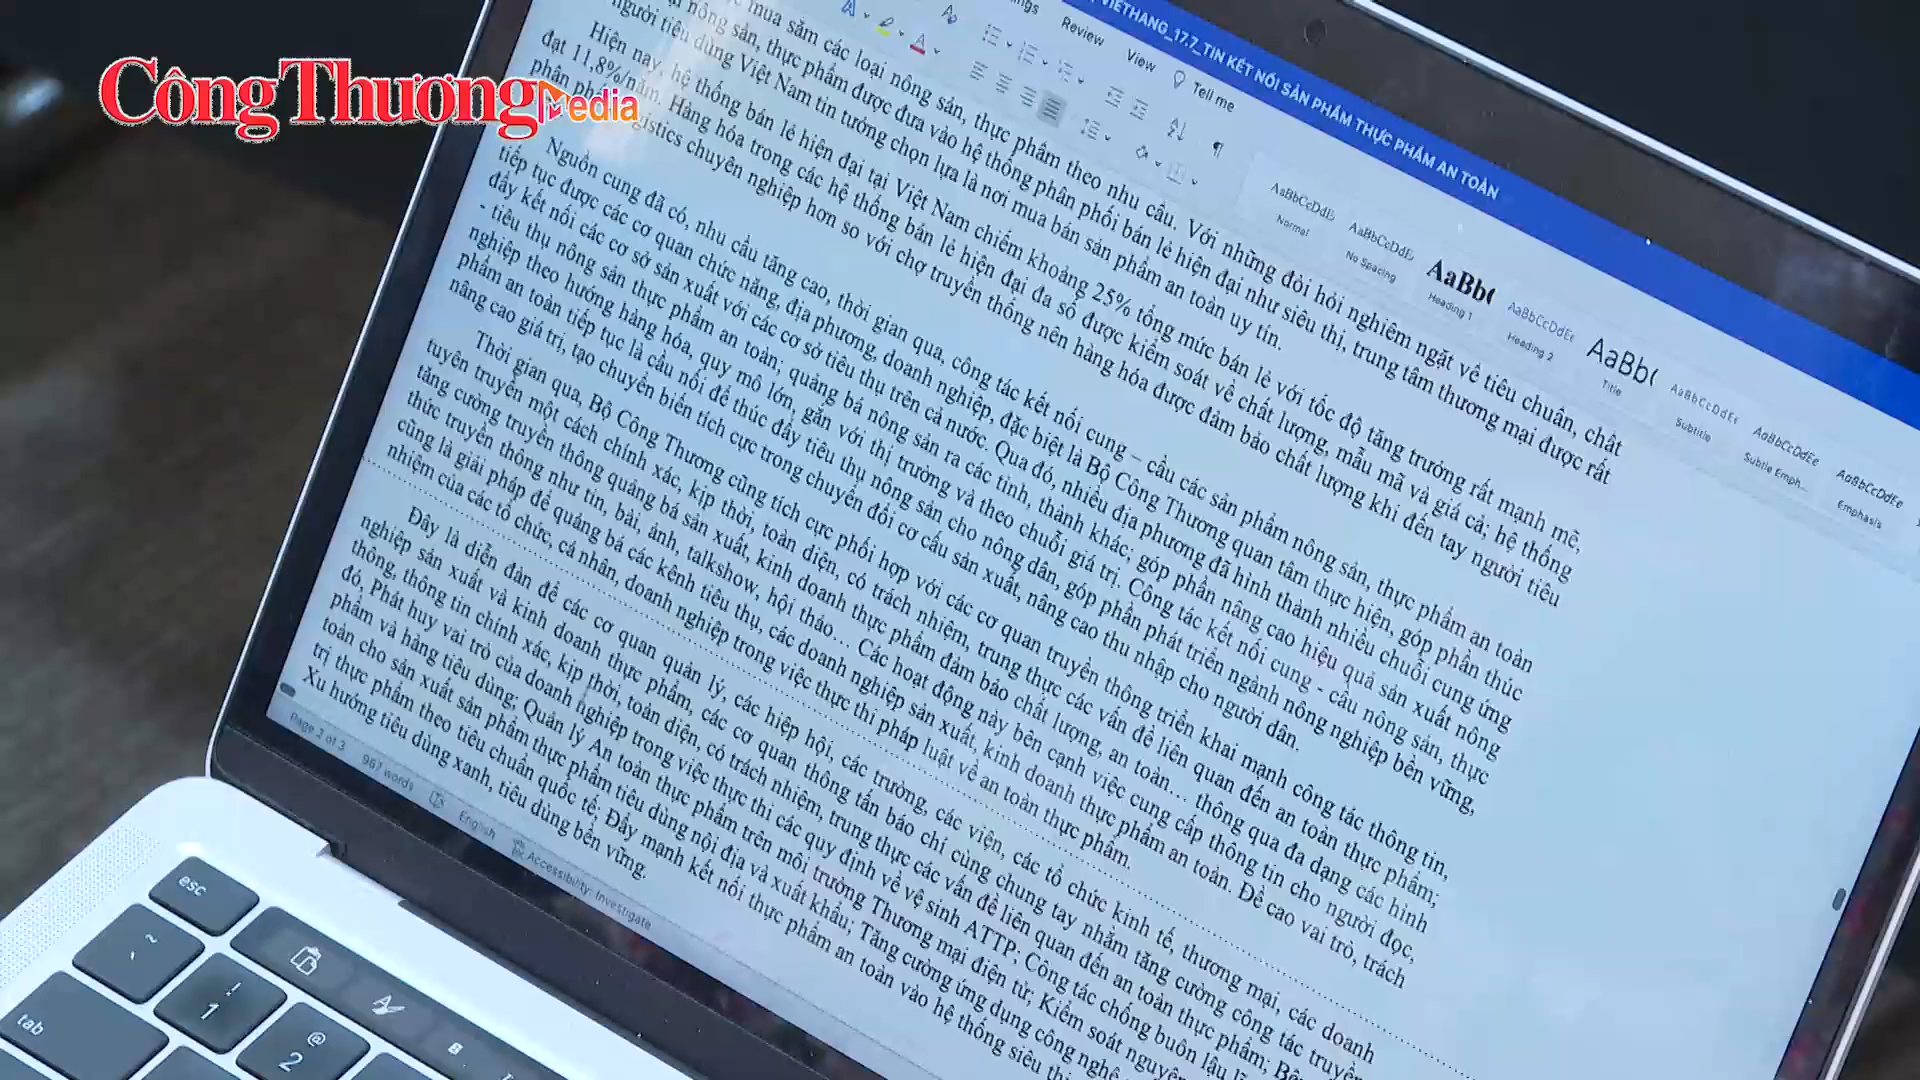 CôngThương Media
VIETHANG_17.7_TIN KẾT NỐI SẢN PHẨM THỰC PHẨM AN TOÀN
Review
View
Tell me
AaBbCcDdEe
Normal
AaBbCcDdEe
No Spacing
AaBb(
Heading 1
AaBbCcDdEe
Heading 2
AaBb(
Title
AaBbCcDdEe
Subtitle
AaBbCcDdEe
Subtle Emph...
AaBbCcDdEe
Emphasis
mua sắm các loại nông sản, thực phẩm theo nhu cầu. Với những đòi hỏi nghiêm ngặt về tiêu chuẩn, chất
nông sản, thực phẩm được đưa vào hệ thống phân phối bán lẻ hiện đại như siêu thị, trung tâm thương mại được rất
người tiêu dùng Việt Nam tin tưởng chọn lựa là nơi mua bán sản phẩm an toàn uy tín.
Hiện nay, hệ thống bán lẻ hiện đại tại Việt Nam chiếm khoảng 25% tổng mức bán lẻ với tốc độ tăng trưởng rất mạnh mẽ,
đạt 11,8%/năm. Hàng hóa trong các hệ thống bán lẻ hiện đại đa số được kiểm soát về chất lượng, mẫu mã và giá cả; hệ thống
phân phối, logistics chuyên nghiệp hơn so với chợ truyền thống nên hàng hóa được đảm bảo chất lượng khi đến tay người tiêu
Nguồn cung đã có, nhu cầu tăng cao, thời gian qua, công tác kết nối cung – cầu các sản phẩm nông sản, thực phẩm an toàn
tiếp tục được các cơ quan chức năng, địa phương, doanh nghiệp, đặc biệt là Bộ Công Thương quan tâm thực hiện, góp phần thúc
đẩy kết nối các cơ sở sản xuất với các cơ sở tiêu thụ trên cả nước. Qua đó, nhiều địa phương đã hình thành nhiều chuỗi cung ứng
- tiêu thụ nông sản thực phẩm an toàn; quảng bá nông sản ra các tỉnh, thành khác; góp phần nâng cao hiệu quả sản xuất nông
nghiệp theo hướng hàng hóa, quy mô lớn, gắn với thị trường và theo chuỗi giá trị. Công tác kết nối cung - cầu nông sản, thực
phẩm an toàn tiếp tục là cầu nối để thúc đẩy tiêu thụ nông sản cho nông dân, góp phần phát triển ngành nông nghiệp bền vững,
nâng cao giá trị, tạo chuyển biến tích cực trong chuyển đổi cơ cấu sản xuất, nâng cao thu nhập cho người dân.
Thời gian qua, Bộ Công Thương cũng tích cực phối hợp với các cơ quan truyền thông triển khai mạnh công tác thông tin,
tuyên truyền một cách chính xác, kịp thời, toàn diện, có trách nhiệm, trung thực các vấn đề liên quan đến an toàn thực phẩm;
tăng cường truyền thông quảng bá sản xuất, kinh doanh thực phẩm đảm bảo chất lượng, an toàn… thông qua đa dạng các hình
thức truyền thông như tin, bài, ảnh, talkshow, hội thảo… Các hoạt động này bên cạnh việc cung cấp thông tin cho người đọc,
cũng là giải pháp để quảng bá các kênh tiêu thụ, các doanh nghiệp sản xuất, kinh doanh thực phẩm an toàn. Đề cao vai trò, trách
nhiệm của các tổ chức, cá nhân, doanh nghiệp trong việc thực thi pháp luật về an toàn thực phẩm.
Đây là diễn đàn để các cơ quan quản lý, các hiệp hội, các trường, các viện, các tổ chức kinh tế, thương mại, các doanh
nghiệp sản xuất và kinh doanh thực phẩm, các cơ quan thông tấn báo chí cùng chung tay nhằm tăng cường công tác truyền
thông, thông tin chính xác, kịp thời, toàn diện, có trách nhiệm, trung thực các vấn đề liên quan đến an toàn thực phẩm;
đó, Phát huy vai trò của doanh nghiệp trong việc thực thi các quy định về vệ sinh ATTP; Công tác chống buôn lậu
phẩm và hàng tiêu dùng; Quản lý An toàn thực phẩm trên môi trường Thương mại điện tử; Kiểm soát nguyên
toàn cho sản xuất sản phẩm thực phẩm tiêu dùng nội địa và xuất khẩu; Tăng cường ứng dụng công nghệ
trị thực phẩm theo tiêu chuẩn quốc tế; Đẩy mạnh kết nối thực phẩm an toàn vào hệ thống siêu
Xu hướng tiêu dùng xanh, tiêu dùng bền vững.
Page 2 of 3
967 words
English
Accessibility: Investigate
esc
~
!
1
@
2
tab